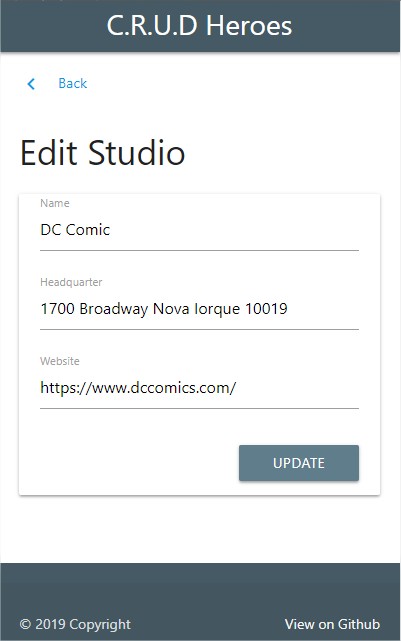 C.R.U.D Heroes
Back
Edit Studio
Name
DC Comic
Headquarter
1700 Broadway Nova Iorque 10019
Website
https://www.dccomics.com/
UPDATE
© 2019 Copyright View on Github